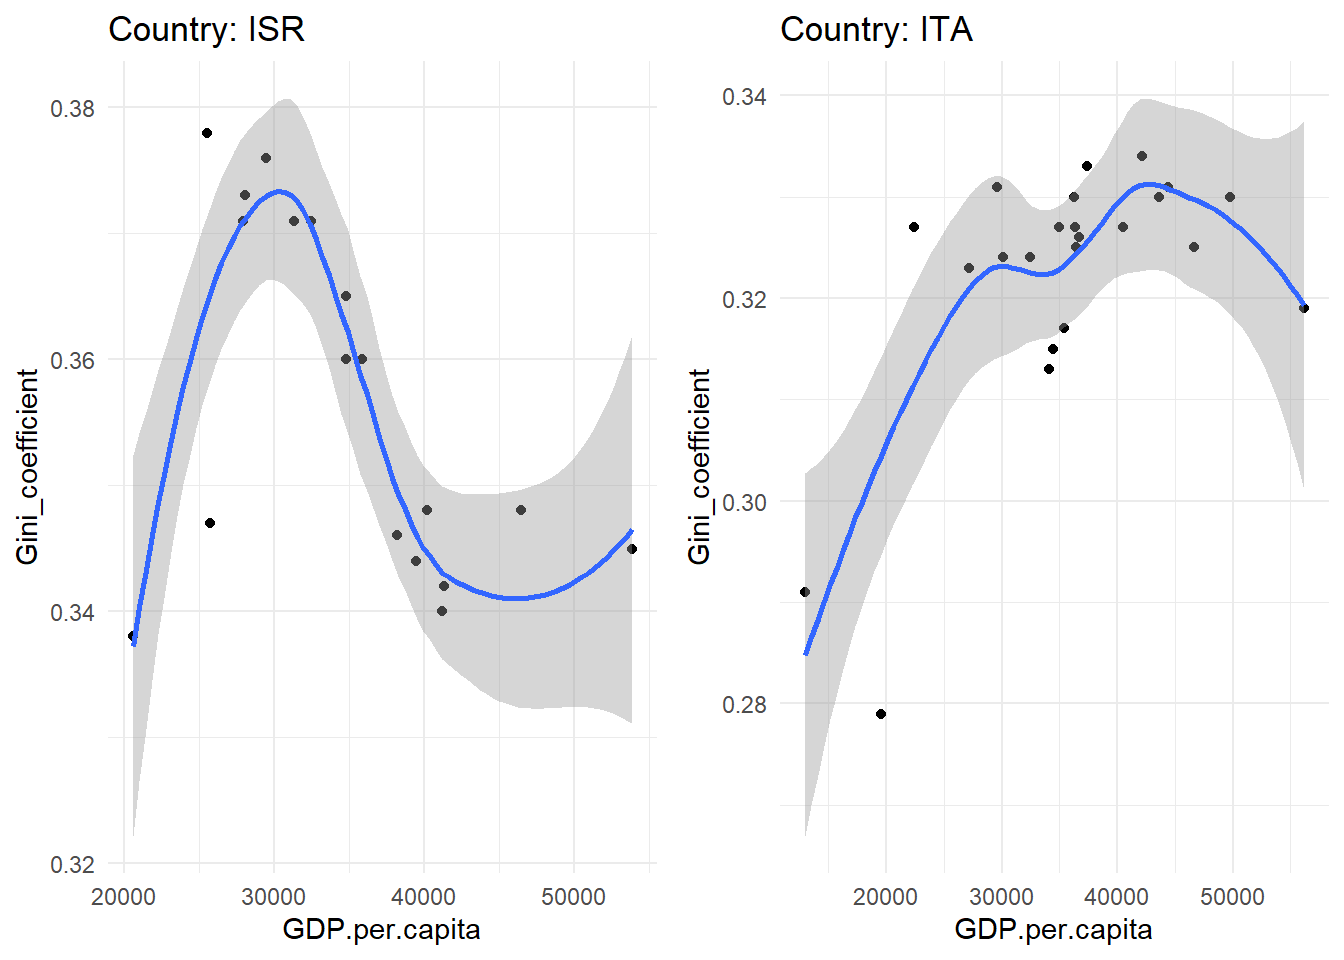 Country: ISR
0.38
0.36
0.34
0.32
Gini_coefficient
20000 30000 40000 50000
GDP.per.capita
Country: ITA
0.34
0.32
0.30
0.28
Gini_coefficient
20000 30000 40000 50000
GDP.per.capita